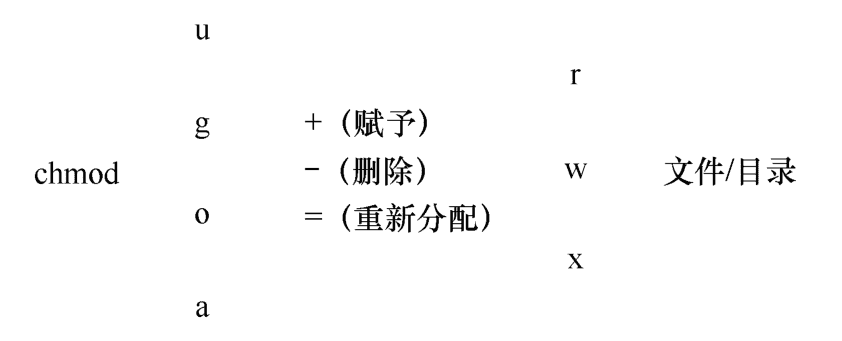 u
r
g + (赋予)
chmod - (删除) w 文件/目录
o = (重新分配)
x
a